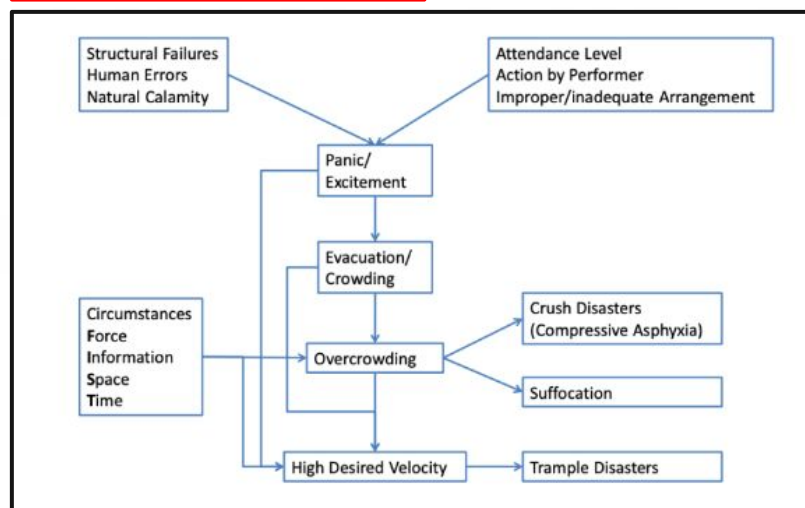 Structural Failures
Human Errors
Natural Calamity
Attendance Level
Action by Performer
Improper/inadequate Arrangement
Panic/
Excitement
Evacuation/
Crowding
Circumstances
Force
Information
Space
Time
Overcrowding
Crush Disasters
(Compressive Asphyxia)
Suffocation
High Desired Velocity
Trample Disasters